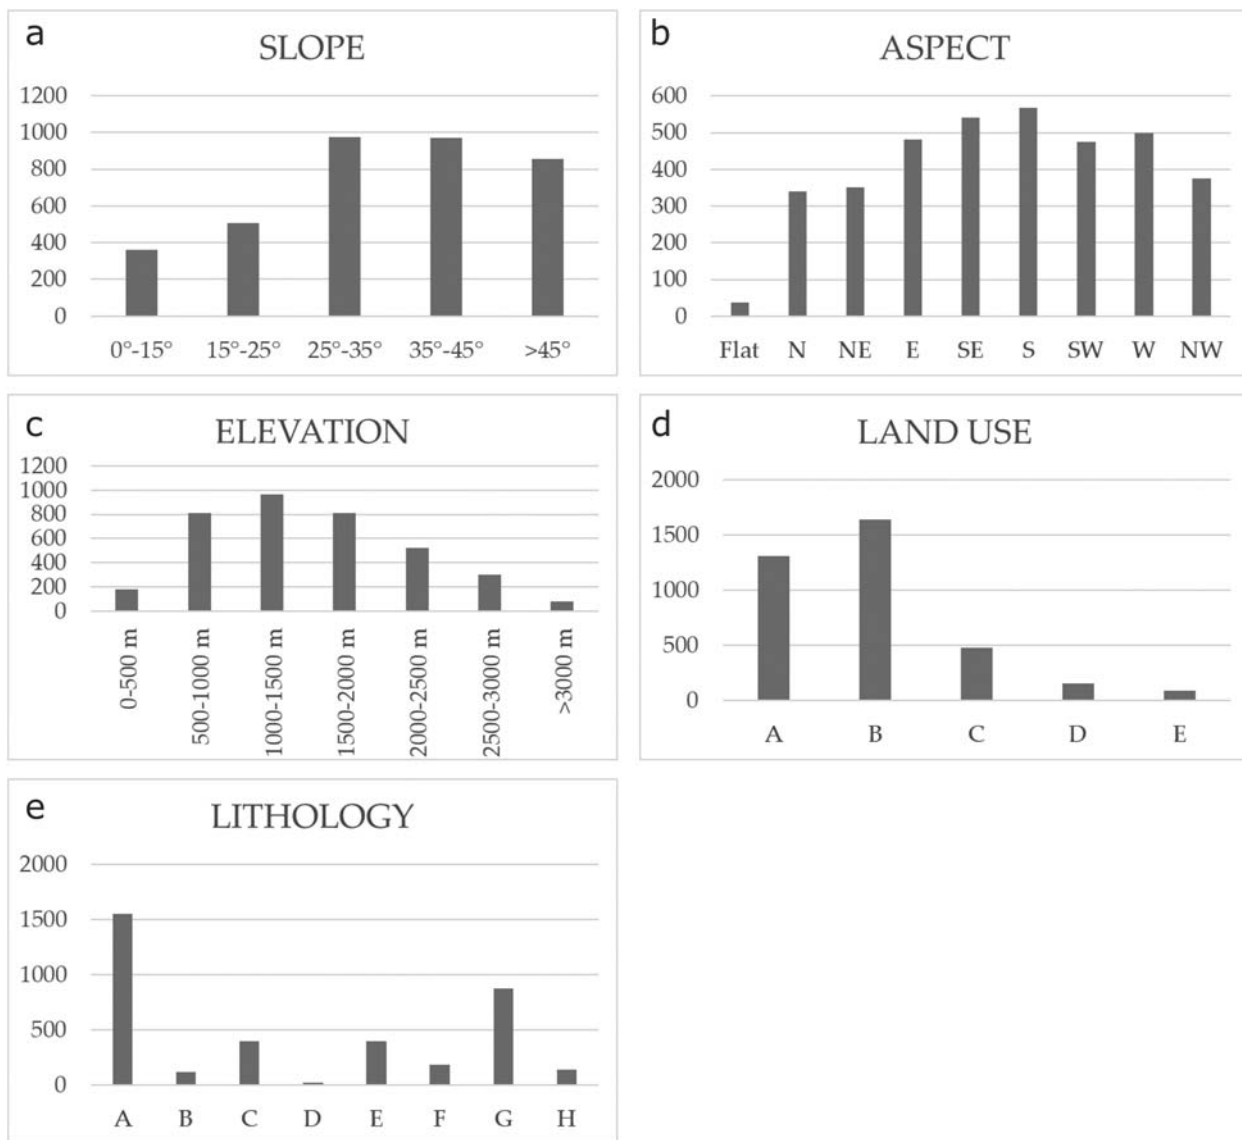 a
SLOPE
1200
1000
800
600
400
200
0
0°-15° 15°-25° 25°-35° 35°-45° >45°
b
ASPECT
600
500
400
300
200
100
0
Flat N NE E SE S SW W NW
c
ELEVATION
1200
1000
800
600
400
200
0
0-500 m
500-1000 m
1000-1500 m
1500-2000 m
2000-2500 m
2500-3000 m
>3000 m
d
LAND USE
2000
1500
1000
500
0
A B C D E
e
LITHOLOGY
2000
1500
1000
500
0
A B C D E F G H